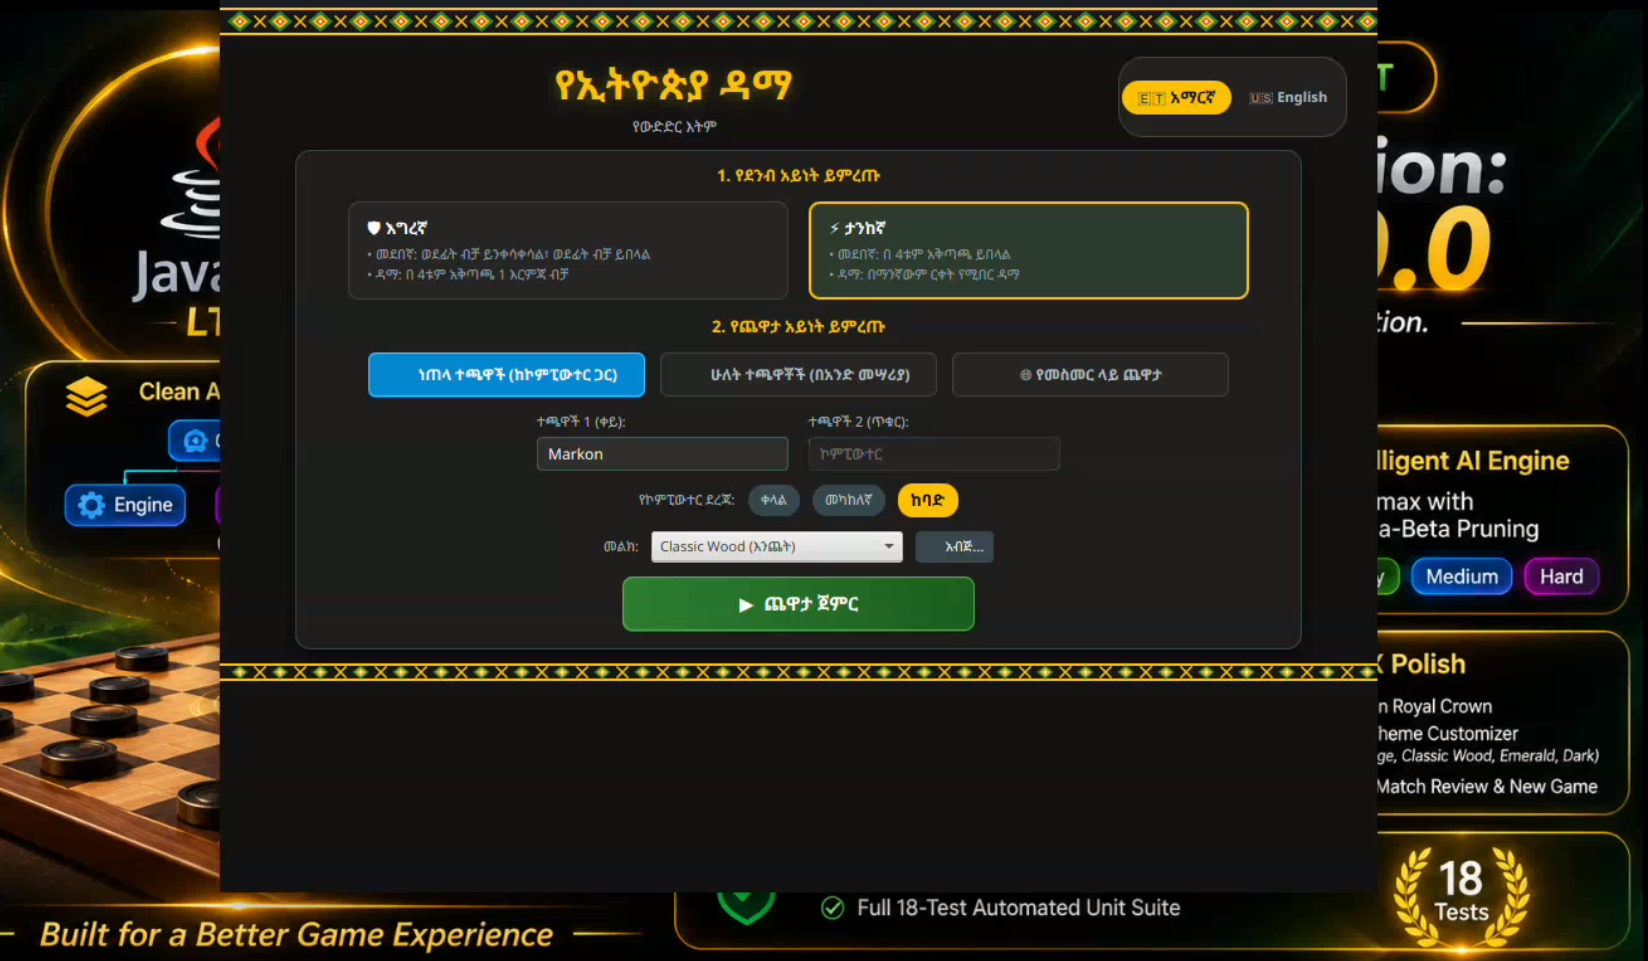 የኢትዮጵያ ዳማ
የውድድር እትም
🇪🇹 አማርኛ
🇺🇸 English
1. የደንብ አይነት ይምረጡ
🛡 እግረኛ
• መደበኛ: ወደፊት ብቻ ይንቀሳቀሳል፣ ወደፊት ብቻ ይበላል
• ዳማ: በ 4ቱም አቅጣጫ 1 እርምጃ ብቻ
⚡ ታንከኛ
• መደበኛ: በ 4ቱም አቅጣጫ ይበላል
• ዳማ: በማንኛውም ርቀት የሚበር ዳማ
2. የጨዋታ አይነት ይምረጡ
ነጠላ ተጫዋች (ከኮምፒውተር ጋር)
ሁለት ተጫዋቾች (በአንድ መሣሪያ)
🌐 የመስመር ላይ ጨዋታ
ተጫዋች 1 (ቀይ):
ተጫዋች 2 (ጥቁር):
Markon
ኮምፒውተር
የኮምፒውተር ደረጃ:
ቀላል
መካከለኛ
ከባድ
መልክ:
Classic Wood (እንጨት)
አብጅ...
▶ ጨዋታ ጀምር
Java
LT
Clean A
Engine
T
ion:
0.0
tion.
lligent AI Engine
max with
a-Beta Pruning
y
Medium
Hard
X Polish
n Royal Crown
heme Customizer
ge, Classic Wood, Emerald, Dark)
Match Review & New Game
Full 18-Test Automated Unit Suite
18
Tests
Built for a Better Game Experience